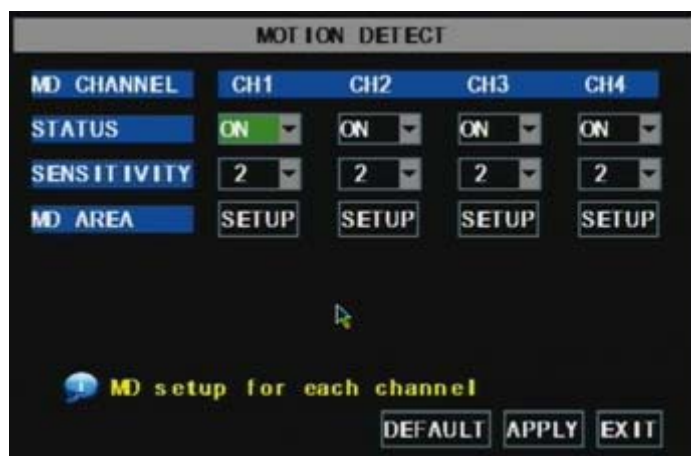 MOTION DETECT
MD CHANNEL CH1 CH2 CH3 CH4
STATUS ON ON ON ON
SENSITIVITY 2 2 2 2
MD AREA SETUP SETUP SETUP SETUP
MD setup for each channel
DEFAULT APPLY EXIT